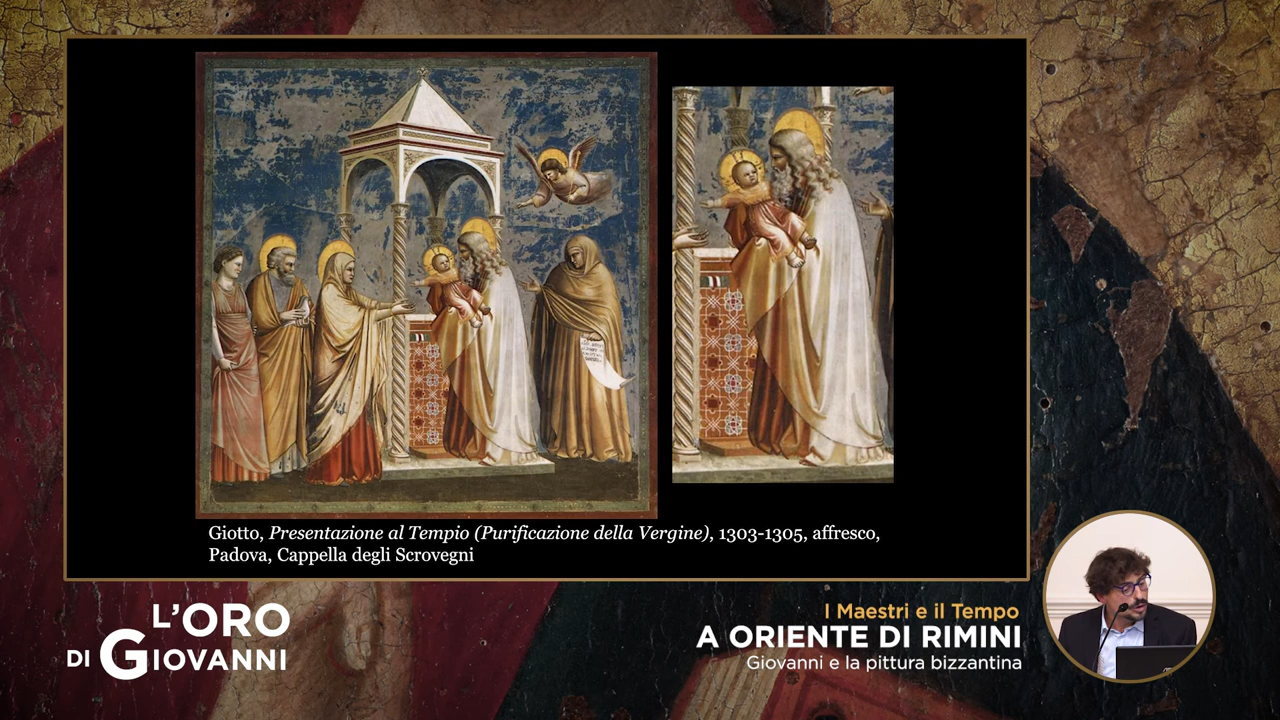 Giotto, Presentazione al Tempio (Purificazione della Vergine), 1303-1305, affresco,
Padova, Cappella degli Scrovegni
L'ORO
DI GIOVANNI
I Maestri e il Tempo
A ORIENTE DI RIMINI
Giovanni e la pittura bizzantina